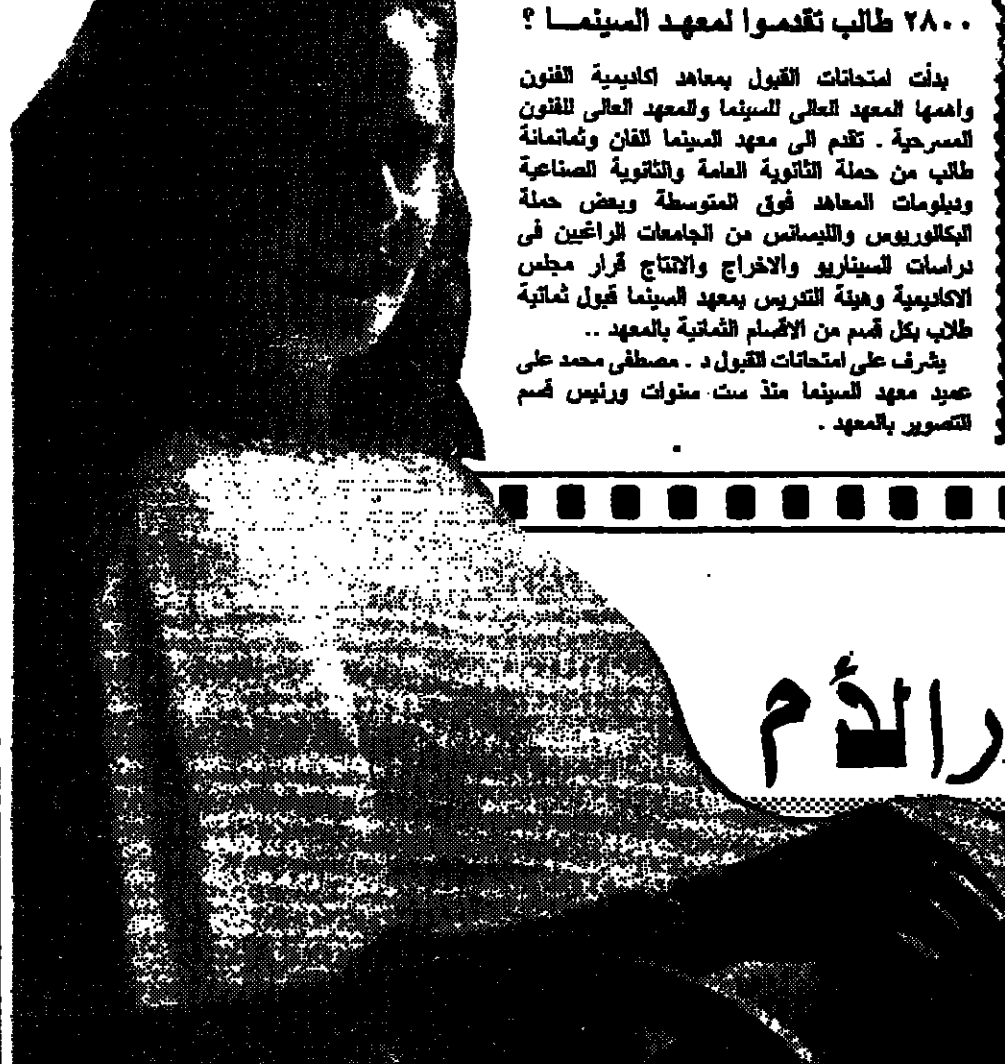 ٢٨٠٠ طالب تقدمـوا لمعهـد السينمـــا ؟
بدأت امتحانات القبول بمعاهد اكاديمية الفنون
واهمها المعهد العالى للسينما والمعهد العالى للفنون
المسرحية . تقدم الى معهد السينما الفان وثمانمائة
طالب من حملة الثانوية العامة والثانوية الصناعية
ودبلومات المعاهد فوق المتوسطة وبعض حملة
البكالوريوس والليسانس من الجامعات الراغبين فى
دراسات السيناريو والاخراج والانتاج قرار مجلس
الاكاديمية وهيئة التدريس بمعهد السينما قبول ثمانية
طلاب بكل قسم من الاقسام الثمانية بالمعهد ..
يشرف على امتحانات القبول د . مصطفى محمد على
عميد معهد السينما منذ ست سنوات ورئيس قسم
التصوير بالمعهد .